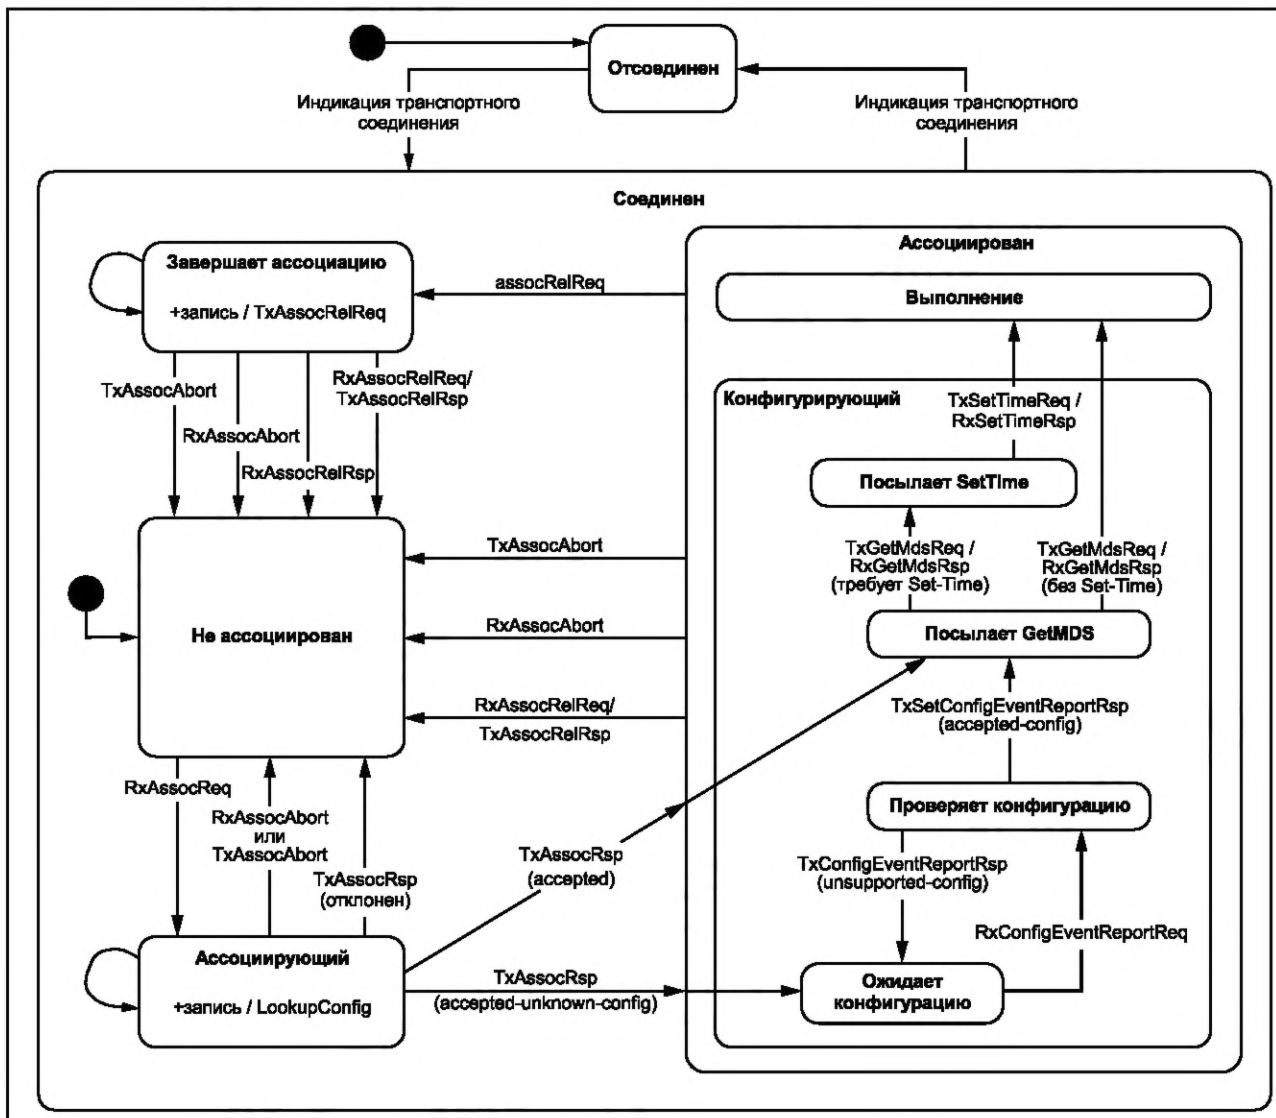 Отсоединен
Индикация транспортного
соединения
Индикация транспортного
соединения
Соединен
Завершает ассоциацию
+запись / TxAssocRelReq
assocRelReq
Ассоциирован
Выполнение
TxAssocAbort
RxAssocAbort
RxAssocRelRsp
RxAssocRelReq/
TxAssocRelRsp
Конфигурирующий
TxSetTimeReq /
RxSetTimeRsp
Посылает SetTime
TxGetMdsReq /
RxGetMdsRsp
(требует Set-Time)
TxGetMdsReq /
RxGetMdsRsp
(без Set-Time)
Не ассоциирован
TxAssocAbort
RxAssocAbort
RxAssocRelReq/
TxAssocRelRsp
Посылает GetMDS
TxSetConfigEventReportRsp
(accepted-config)
Проверяет конфигурацию
RxAssocReq
RxAssocAbort
или
TxAssocAbort
TxAssocRsp
(отклонен)
TxAssocRsp
(accepted)
TxConfigEventReportRsp
(unsupported-config)
RxConfigEventReportReq
Ассоциирующий
+запись / LookupConfig
TxAssocRsp
(accepted-unknown-config)
Ожидает
конфигурацию